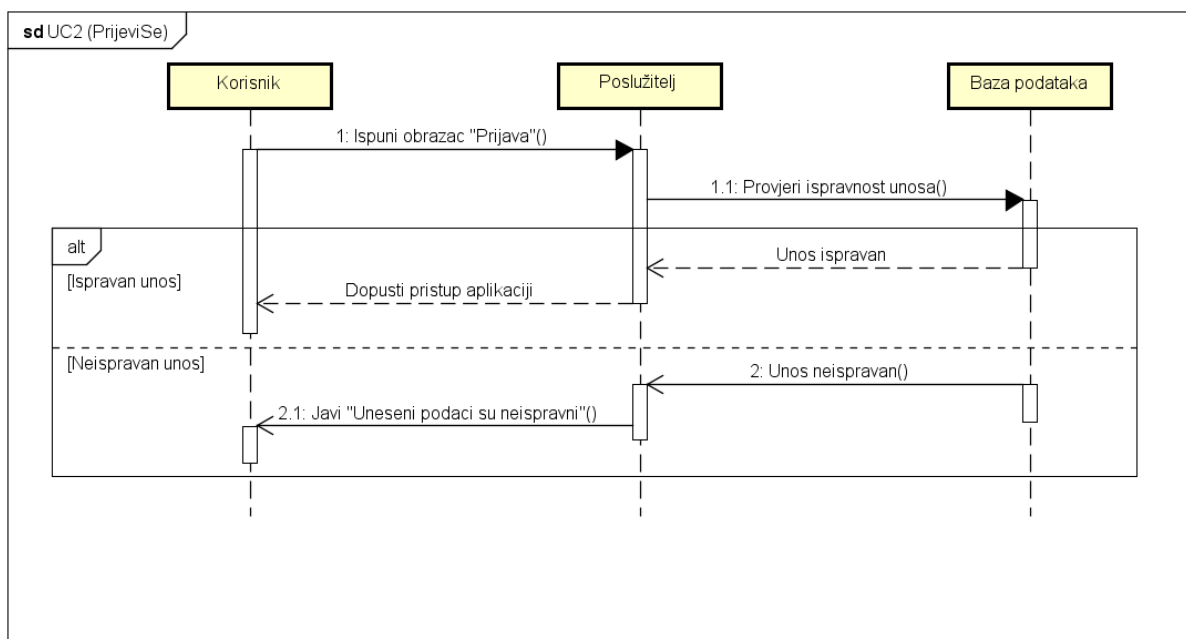 sd UC2 (PrijeviSe)
Korisnik
Poslužitelj
Baza podataka
1: Ispuni obrazac "Prijava"()
1.1: Provjeri ispravnost unosa()
alt
Unos ispravan
[Ispravan unos]
Dopusti pristup aplikaciji
[Neispravan unos]
2: Unos neispravan()
2.1: Javi "Uneseni podaci su neispravni"()